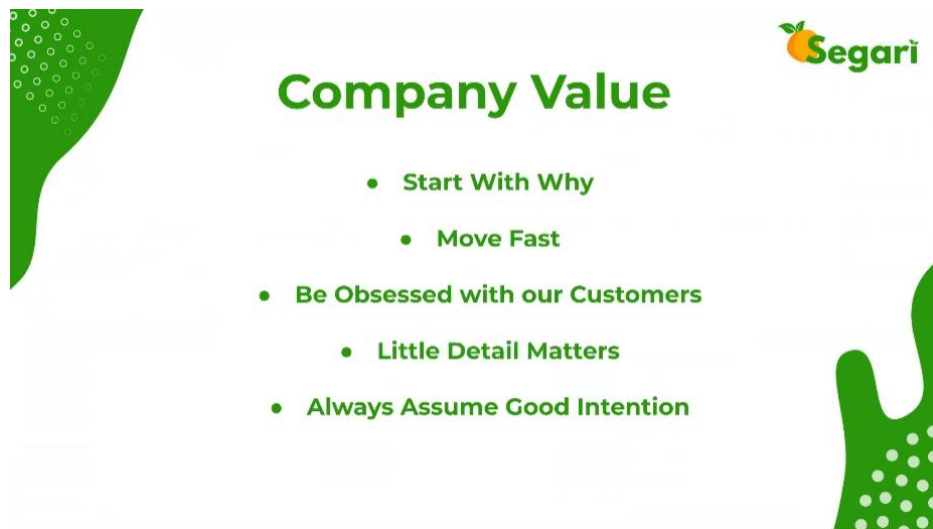 Segari
Company Value
● Start With Why
● Move Fast
● Be Obsessed with our Customers
● Little Detail Matters
● Always Assume Good Intention